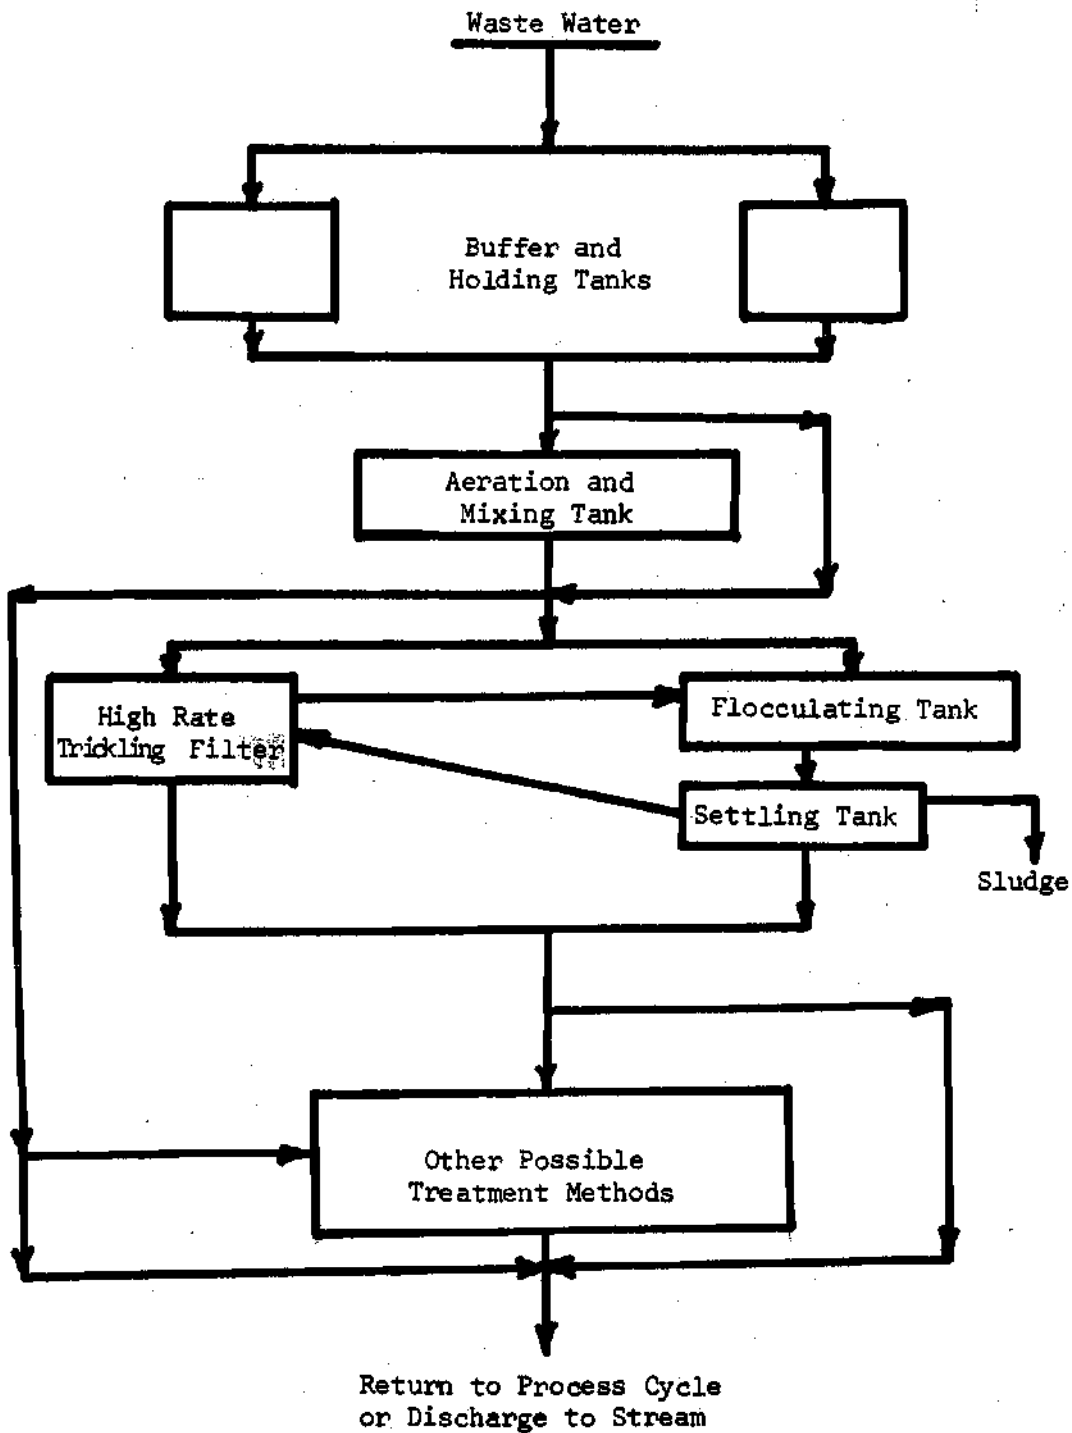 Waste Water
Buffer and
Holding Tanks
Aeration and
Mixing Tank
High Rate
Trickling Filter
Flocculating Tank
Settling Tank
Sludge
Other Possible
Treatment Methods
Return to Process Cycle
or Discharge to Stream